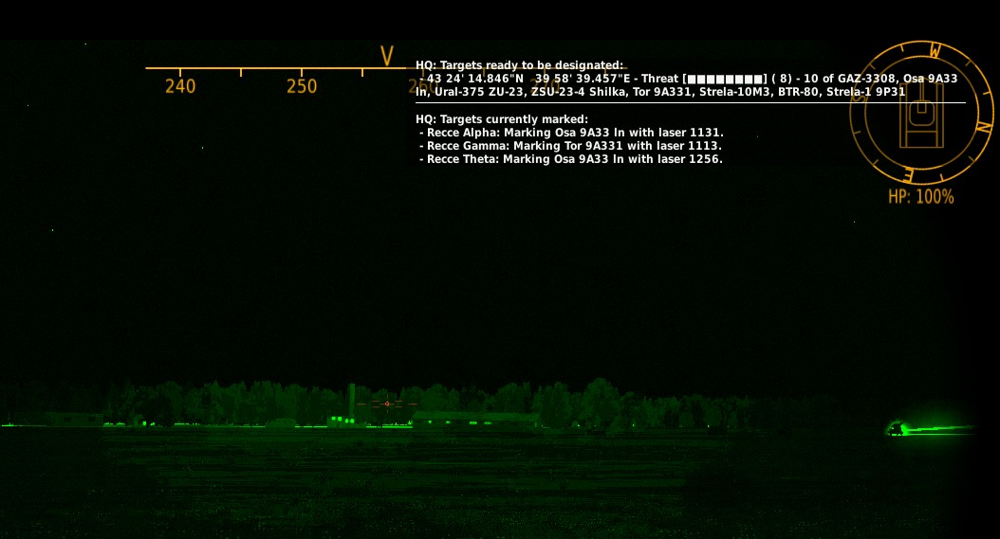 V
240 250 260 270
HQ: Targets ready to be designated:
- 43 24' 14.846"N 39 58' 39.457"E - Threat [■■■■■■■■] ( 8) - 10 of GAZ-3308, Osa 9A33
ln, Ural-375 ZU-23, ZSU-23-4 Shilka, Tor 9A331, Strela-10M3, BTR-80, Strela-1 9P31
HQ: Targets currently marked:
- Recce Alpha: Marking Osa 9A33 ln with laser 1131.
- Recce Gamma: Marking Tor 9A331 with laser 1113.
- Recce Theta: Marking Osa 9A33 ln with laser 1256.
W
S
N
E
HP: 100%